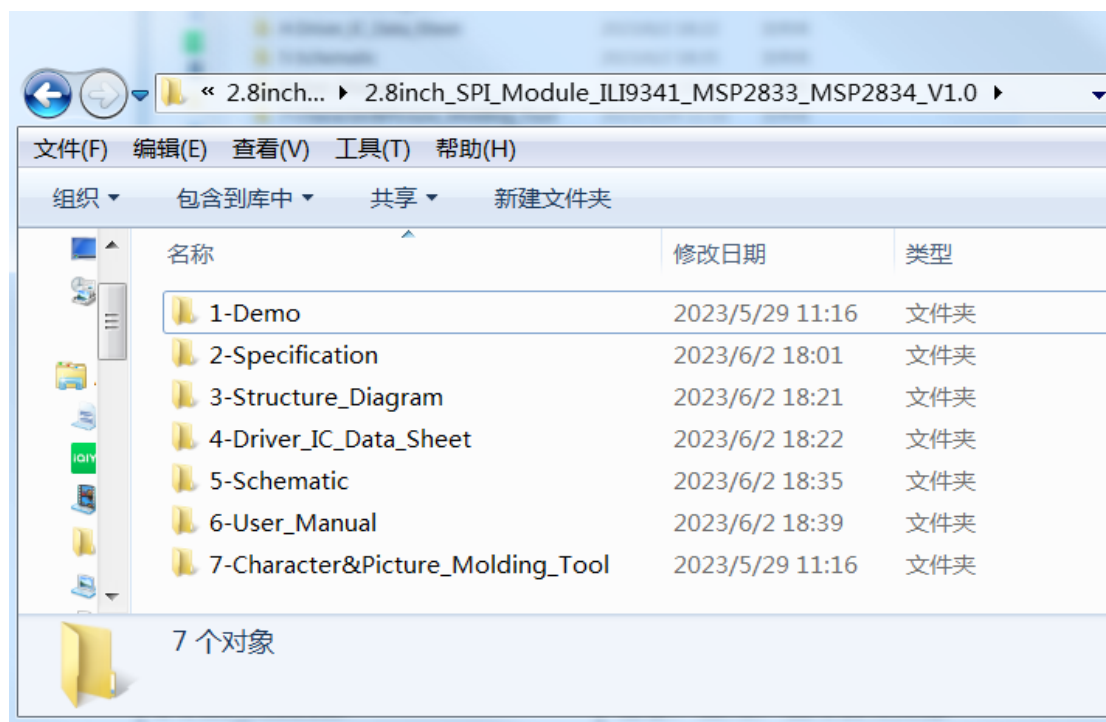 « 2.8inch... 2.8inch_SPI_Module_ILI9341_MSP2833_MSP2834_V1.0
文件(F) 编辑(E) 查看(V) 工具(T) 帮助(H)
组织 包含到库中 共享 新建文件夹
名称 修改日期 类型
1-Demo 2023/5/29 11:16 文件夹
2-Specification 2023/6/2 18:01 文件夹
3-Structure_Diagram 2023/6/2 18:21 文件夹
4-Driver_IC_Data_Sheet 2023/6/2 18:22 文件夹
5-Schematic 2023/6/2 18:35 文件夹
6-User_Manual 2023/6/2 18:39 文件夹
7-Character&Picture_Molding_Tool 2023/5/29 11:16 文件夹
7 个对象